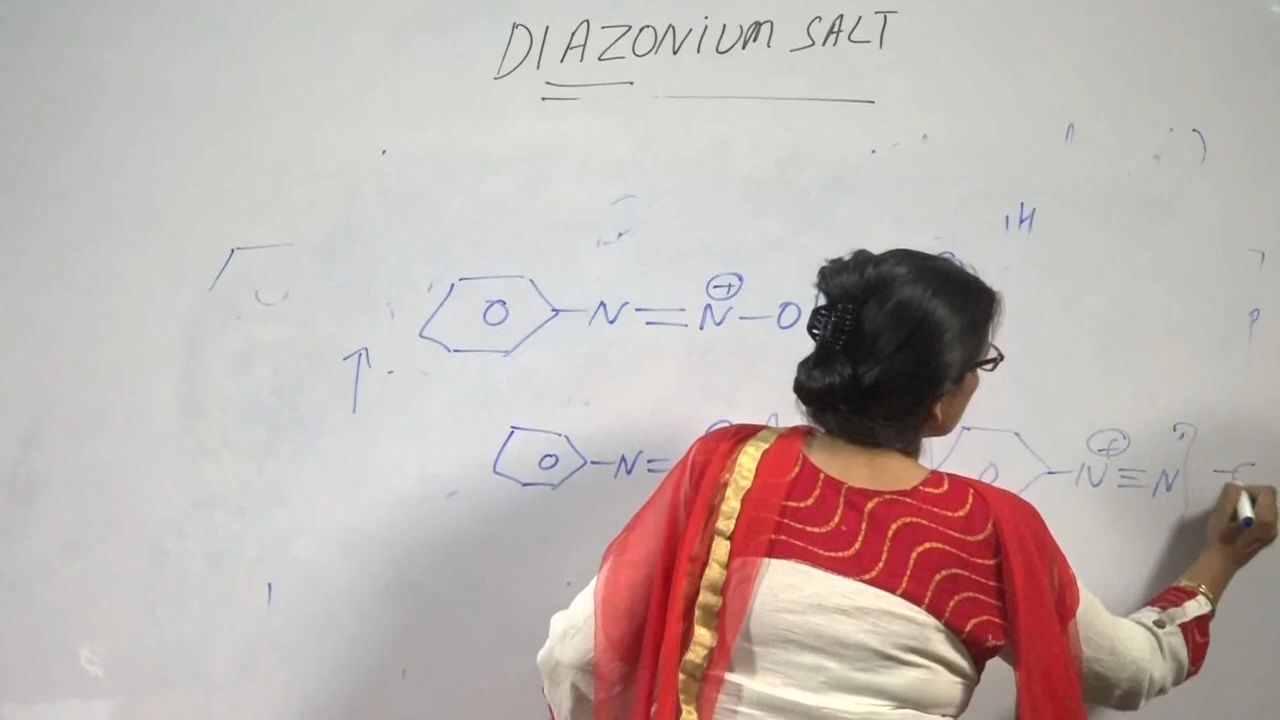 DIAZONIUM SALT
H
N = N⊕ - O
N = N⊕ ≡ N